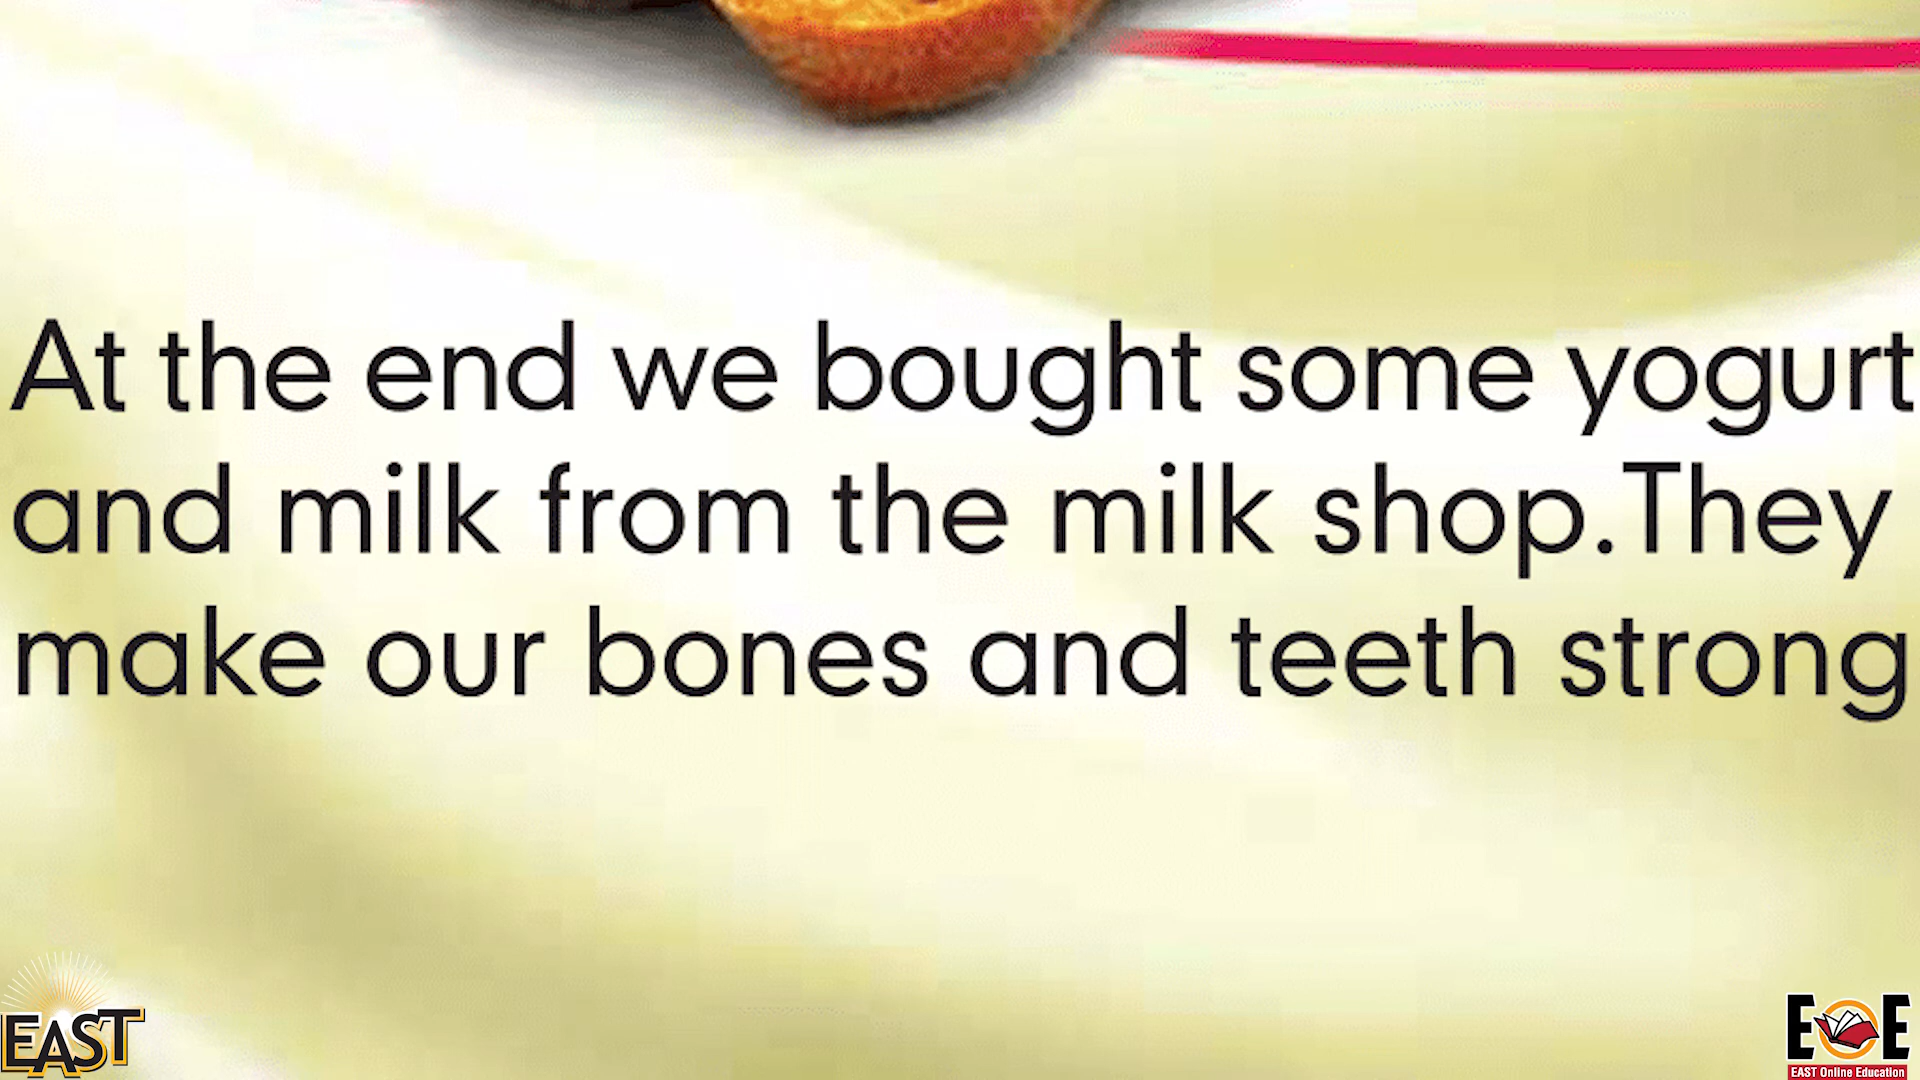 At the end we bought some yogurt
and milk from the milk shop.They
make our bones and teeth strong
EAST
EOE
EAST Online Education